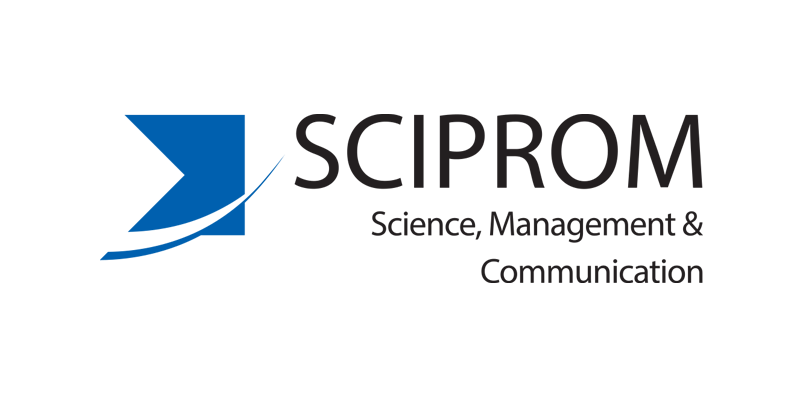 SCIPROM
Science, Management &
Communication